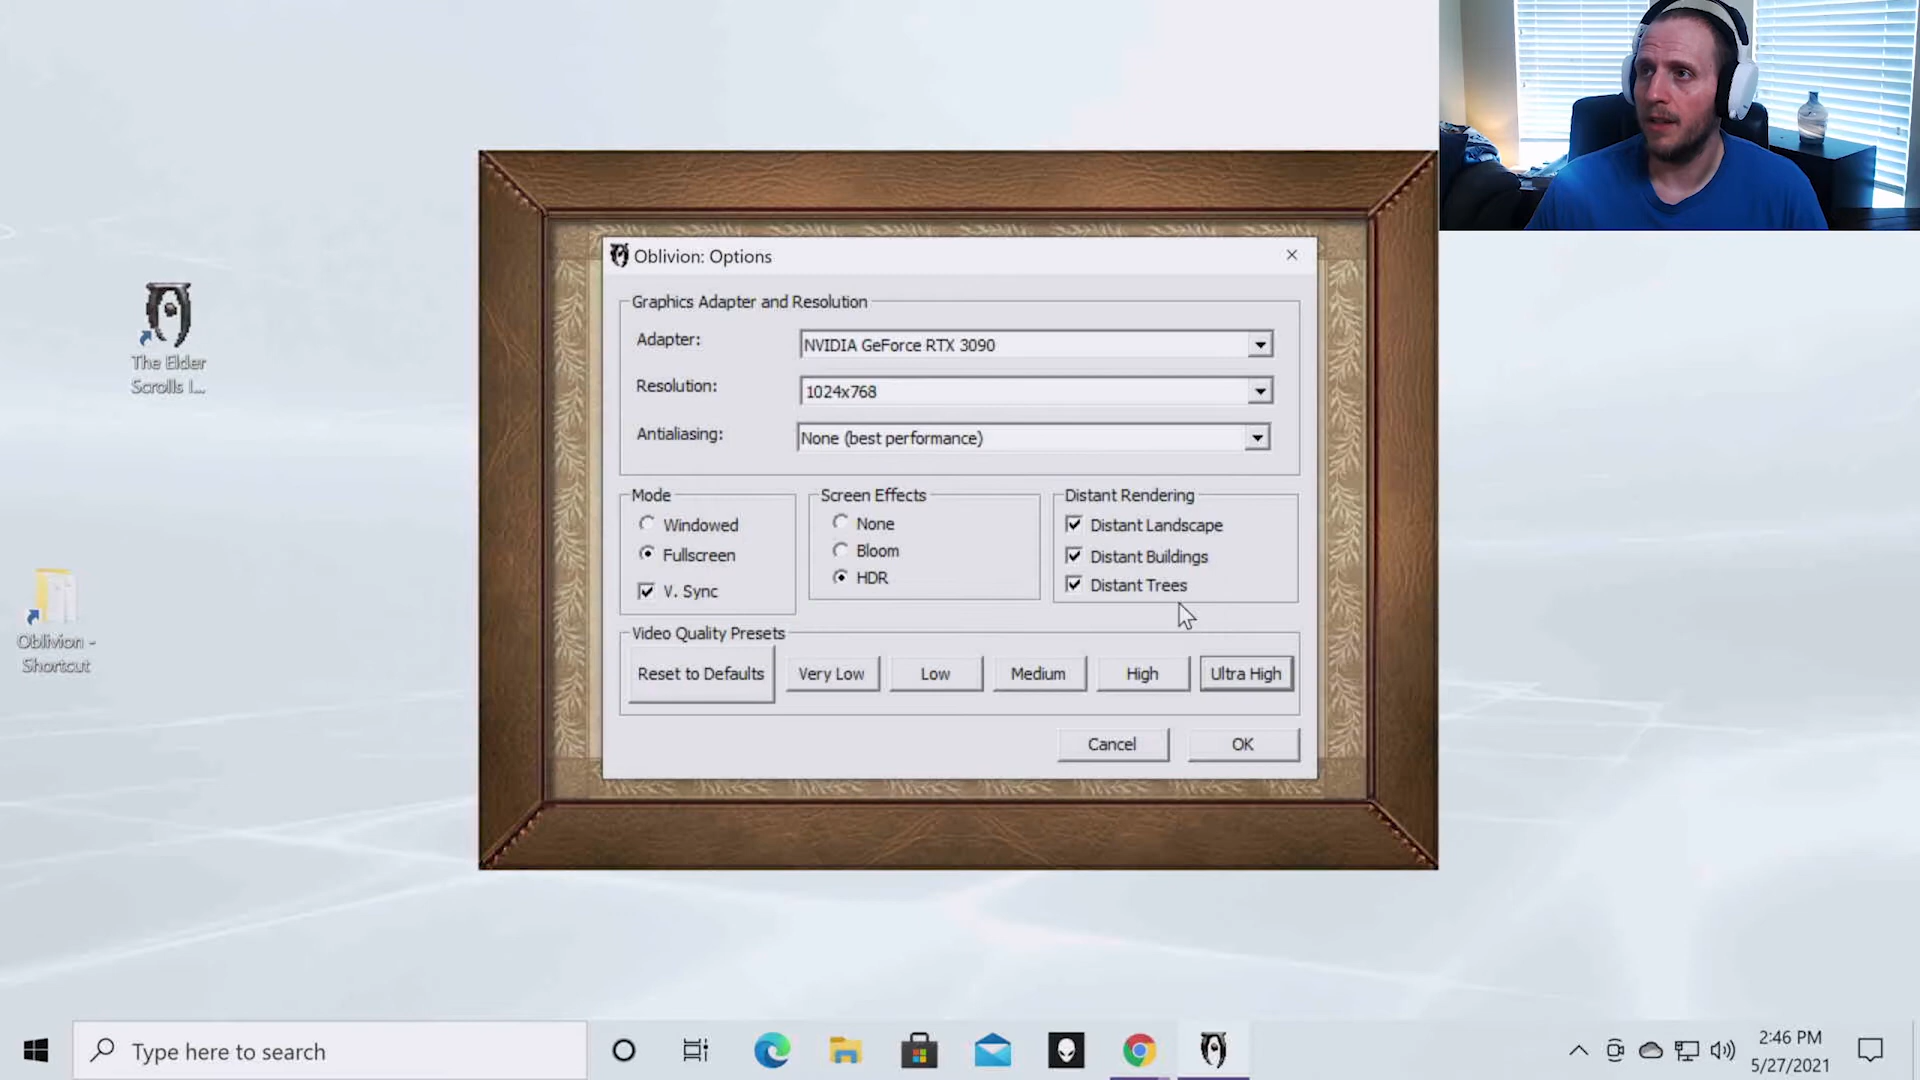 The Elder
Scrolls I...
Oblivion -
Shortcut
Oblivion: Options
Graphics Adapter and Resolution
Adapter:
NVIDIA GeForce RTX 3090
Resolution:
1024x768
Antialiasing:
None (best performance)
Mode
Windowed
Fullscreen
V. Sync
Screen Effects
None
Bloom
HDR
Distant Rendering
Distant Landscape
Distant Buildings
Distant Trees
Video Quality Presets
Reset to Defaults
Very Low
Low
Medium
High
Ultra High
Cancel
OK
Type here to search
2:46 PM
5/27/2021